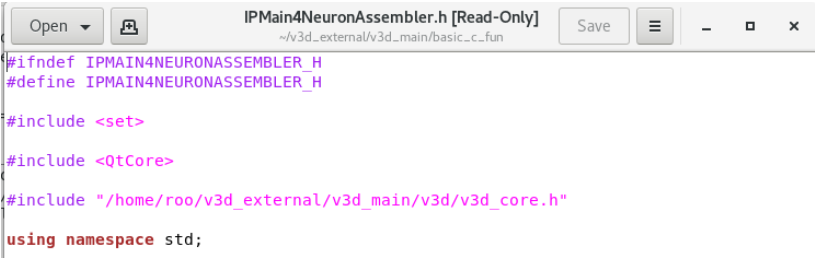 Open
IPMain4NeuronAssembler.h [Read-Only]
~/v3d_external/v3d_main/basic_c_fun
Save
#ifndef IPMAIN4NEURONASSEMBLER_H
#define IPMAIN4NEURONASSEMBLER_H
#include <set>
#include <QtCore>
#include "/home/roo/v3d_external/v3d_main/v3d/v3d_core.h"
using namespace std;